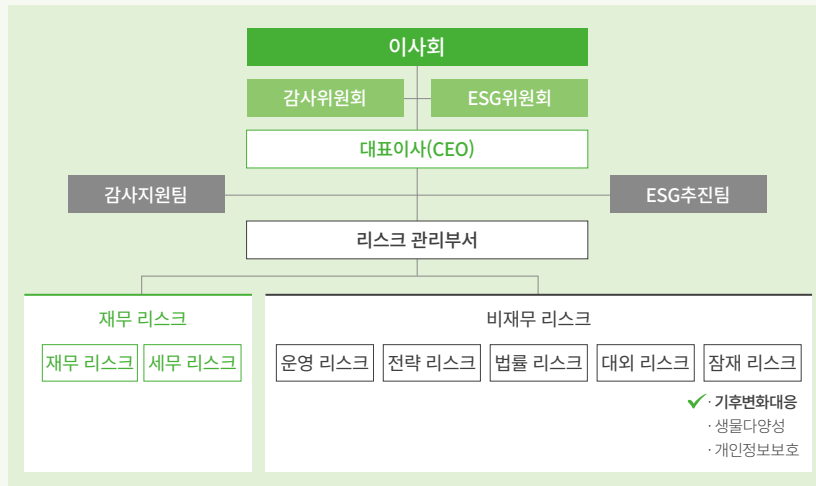 이사회
감사위원회
ESG위원회
대표이사(CEO)
감사지원팀
ESG추진팀
리스크 관리부서
재무 리스크
재무 리스크
세무 리스크
비재무 리스크
운영 리스크
전략 리스크
법률 리스크
대외 리스크
잠재 리스크
· 기후변화대응
· 생물다양성
· 개인정보보호